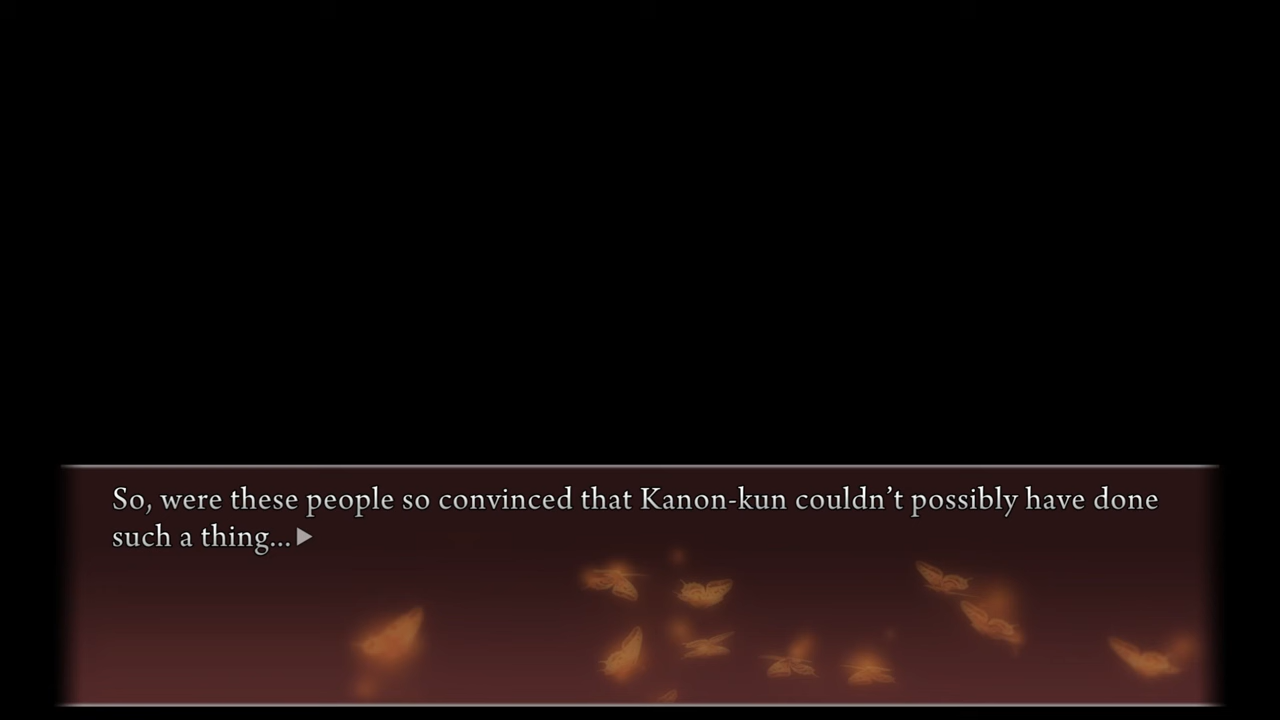 So, were these people so convinced that Kanon-kun couldn’t possibly have done
such a thing...